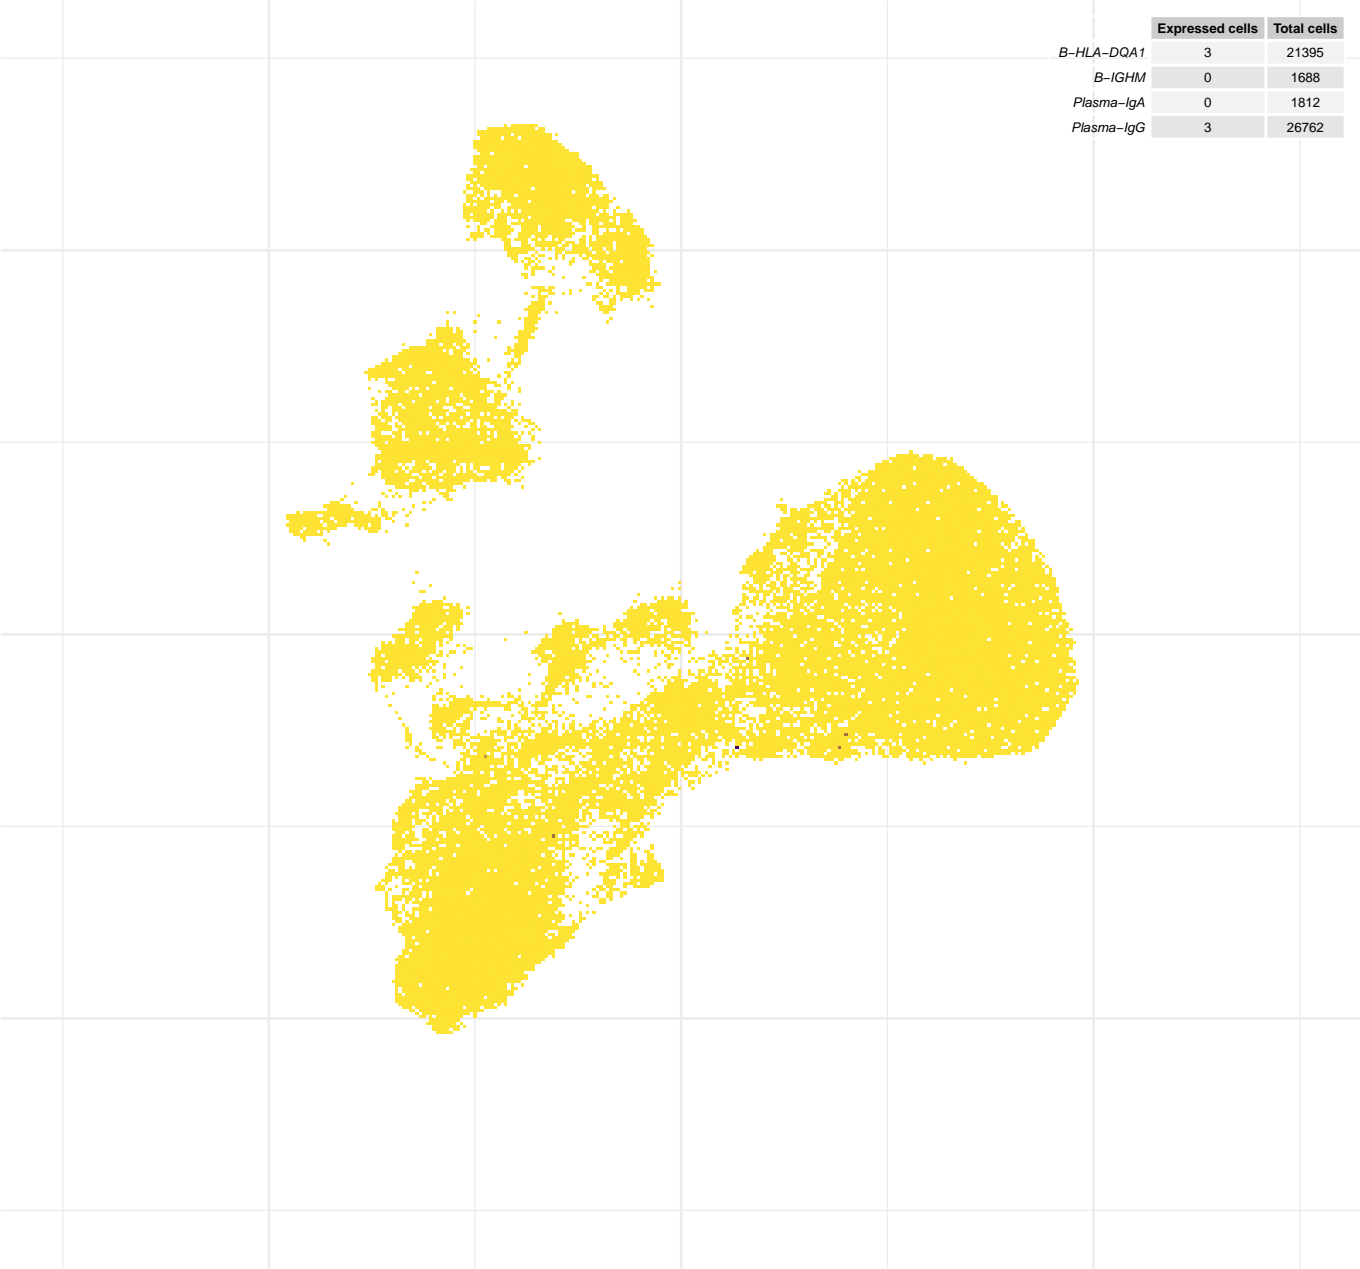 Expressed cells Total cells
B−HLA−DQA1 3 21395
B−IGHM 0 1688
Plasma−IgA 0 1812
Plasma−IgG 3 26762